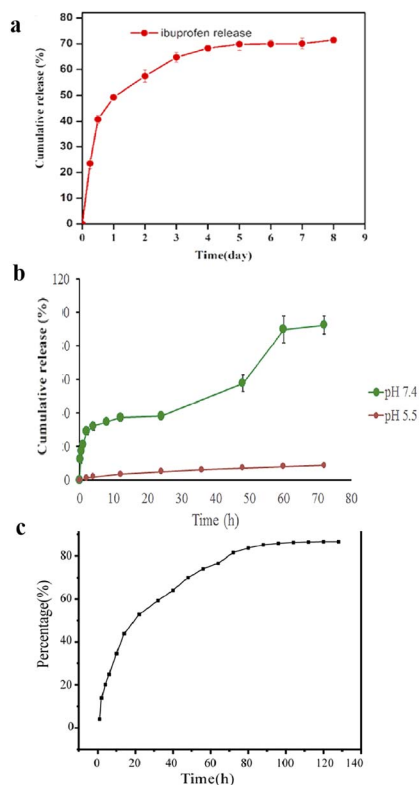 a
ibuprofen release
Cumulative release (%)
80
70
60
50
40
30
20
10
0
0 1 2 3 4 5 6 7 8 9
Time(day)
b
Cumulative release (%)
120
0
pH 7.4
pH 5.5
0 10 20 30 40 50 60 70 80
Time (h)
c
Percentage(%)
80
60
40
20
0
0 20 40 60 80 100 120 140
Time(h)